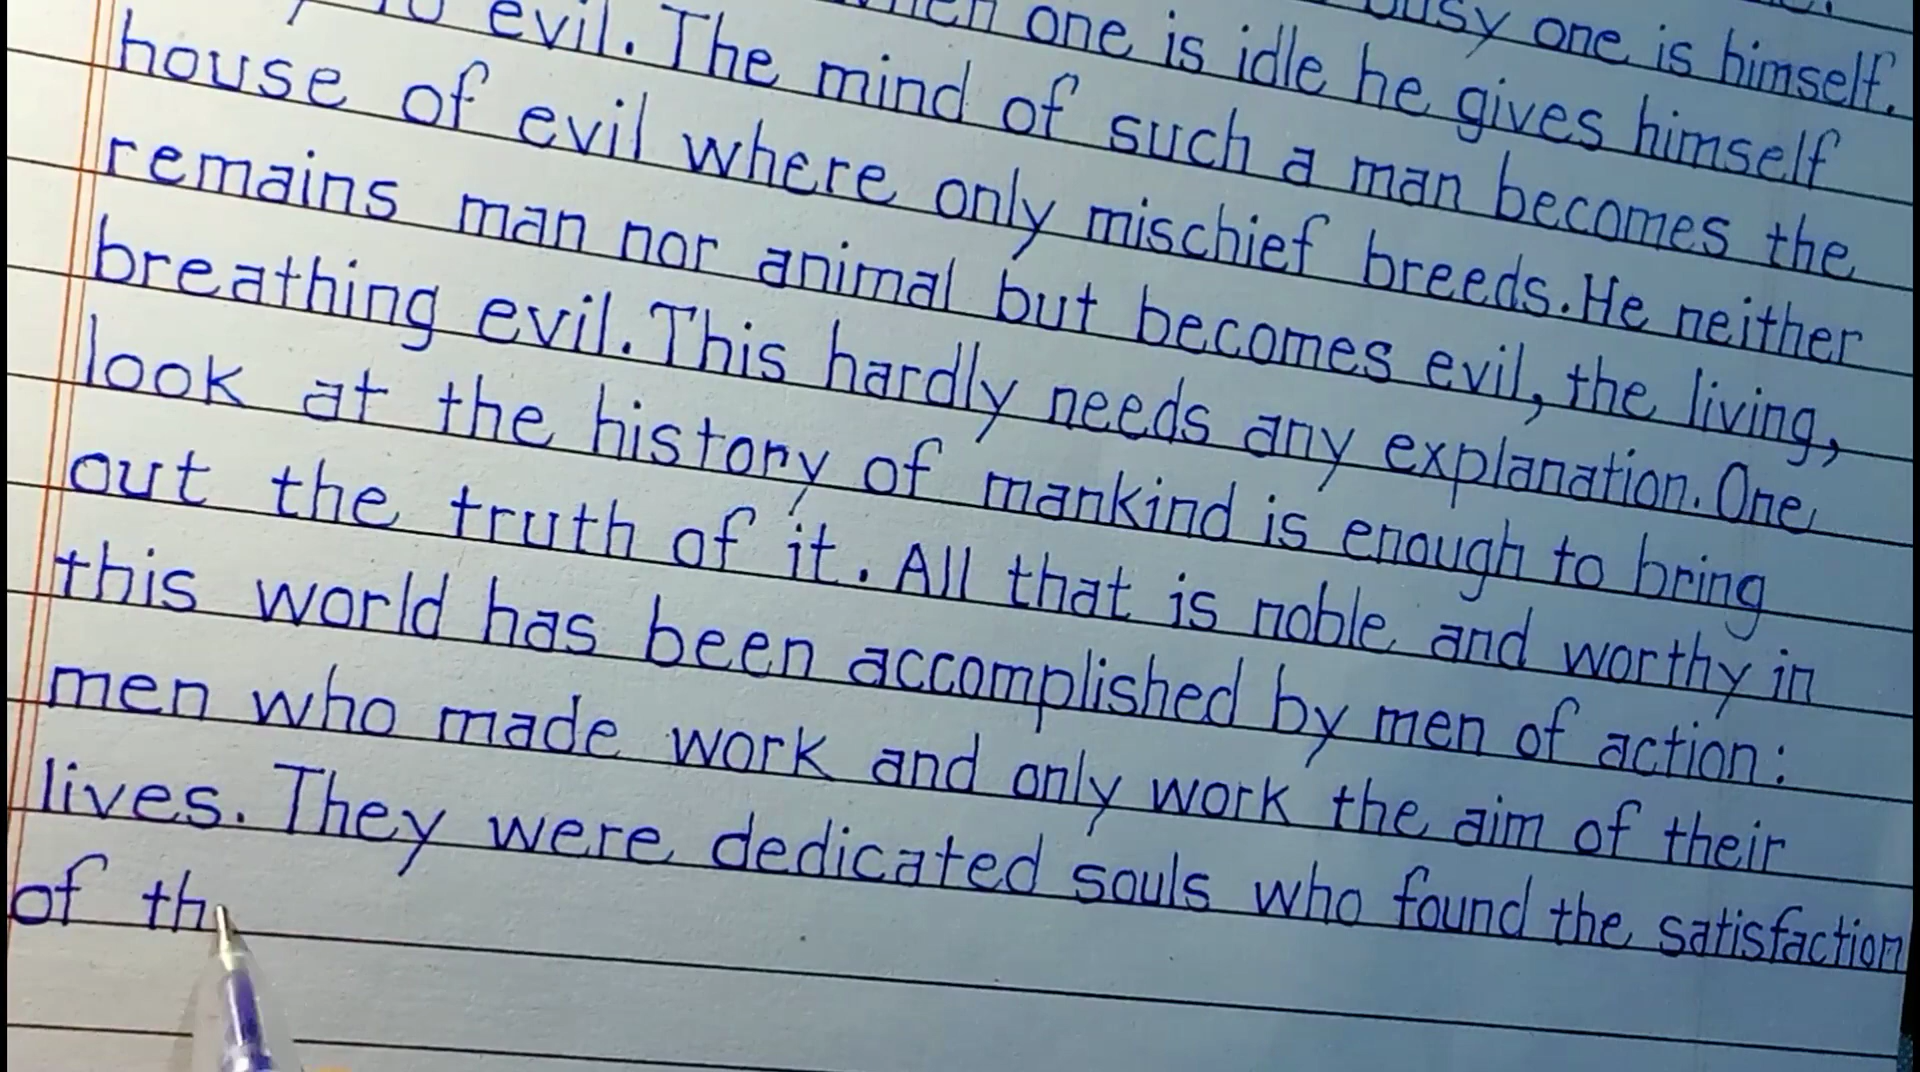 one is himself.
one is idle he gives himself
evil. The mind of such a man becomes the
house of evil where only mischief breeds. He neither
remains man nor animal but becomes evil, the living,
breathing evil. This hardly needs any explanation. One
look at the history of mankind is enough to bring
out the truth of it. All that is noble and worthy in
this world has been accomplished by men of action:
men who made work and only work the aim of their
lives. They were dedicated souls who found the satisfaction
of th